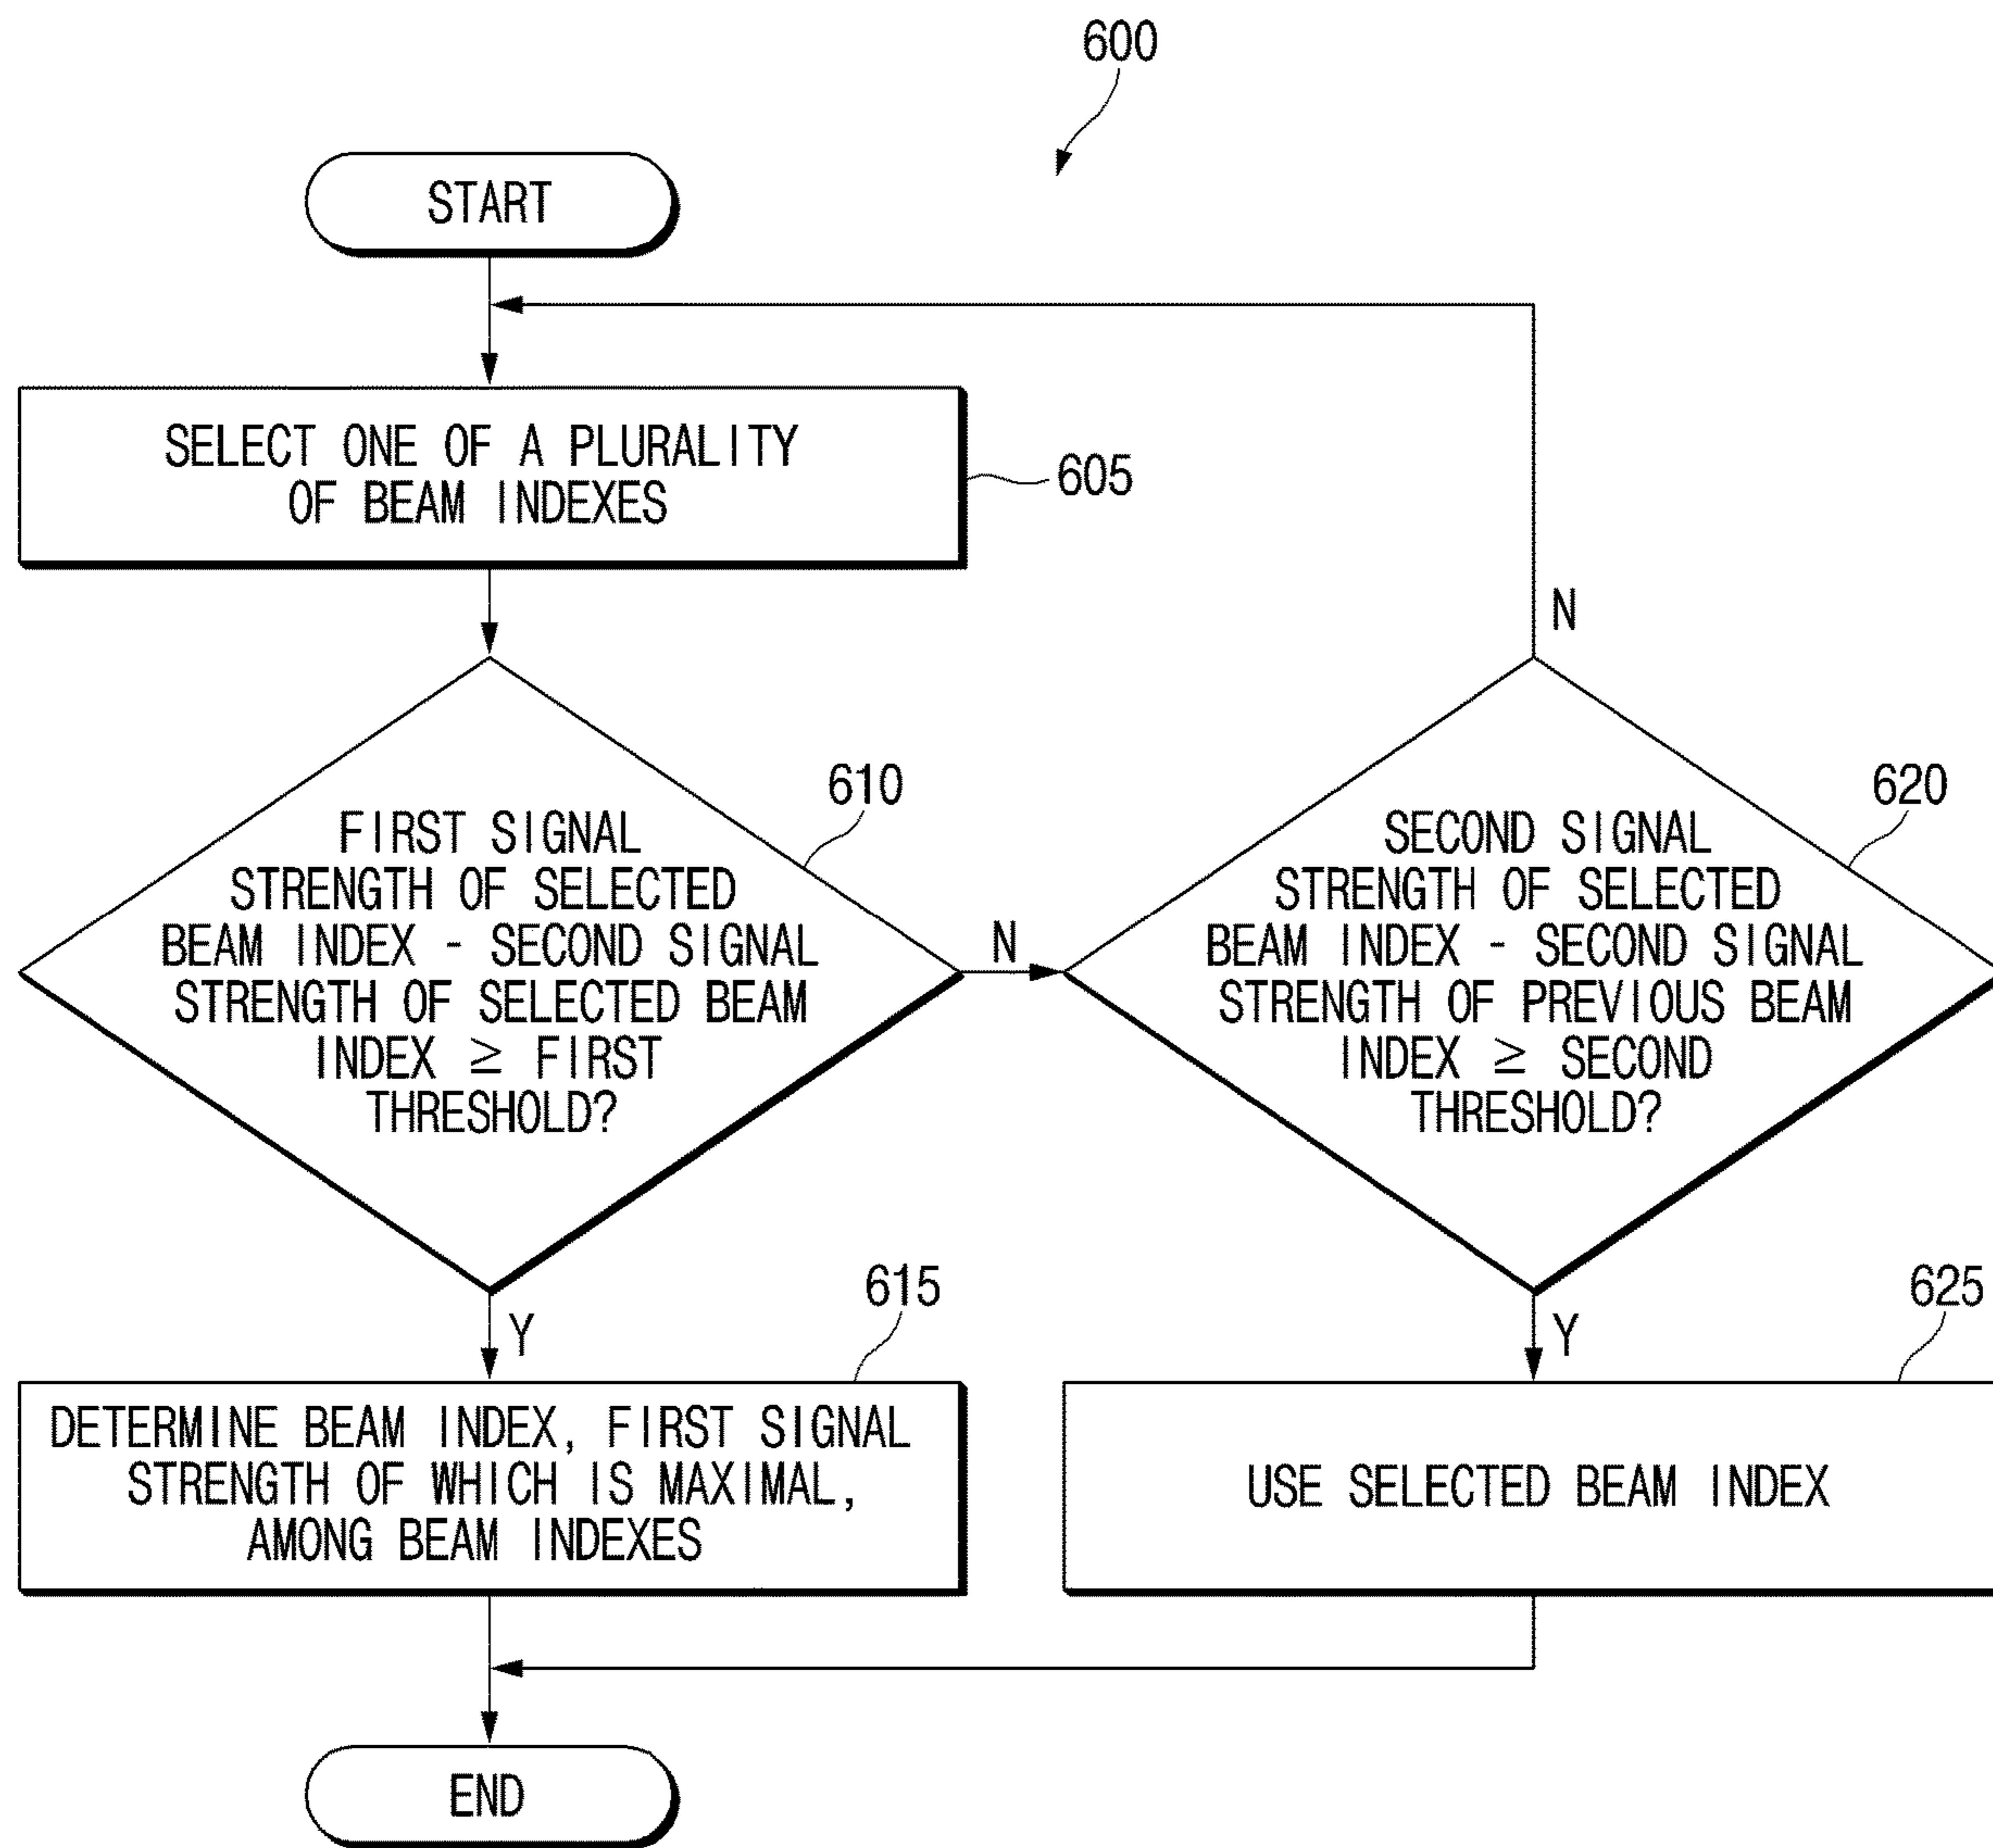 600
START
SELECT ONE OF A PLURALITY
OF BEAM INDEXES
605
610
FIRST SIGNAL
STRENGTH OF SELECTED
BEAM INDEX - SECOND SIGNAL
STRENGTH OF SELECTED BEAM
INDEX ≥ FIRST
THRESHOLD?
N
Y
620
SECOND SIGNAL
STRENGTH OF SELECTED
BEAM INDEX - SECOND SIGNAL
STRENGTH OF PREVIOUS BEAM
INDEX ≥ SECOND
THRESHOLD?
N
Y
615
DETERMINE BEAM INDEX, FIRST SIGNAL
STRENGTH OF WHICH IS MAXIMAL,
AMONG BEAM INDEXES
625
USE SELECTED BEAM INDEX
END